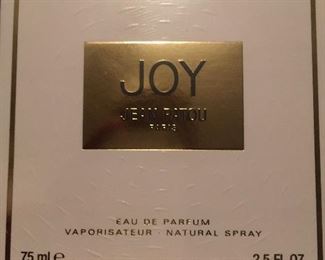 JOY
JEAN PATOU
PARIS
EAU DE PARFUM
VAPORISATEUR · NATURAL SPRAY
75 ml ℮ 2.5 FL.OZ